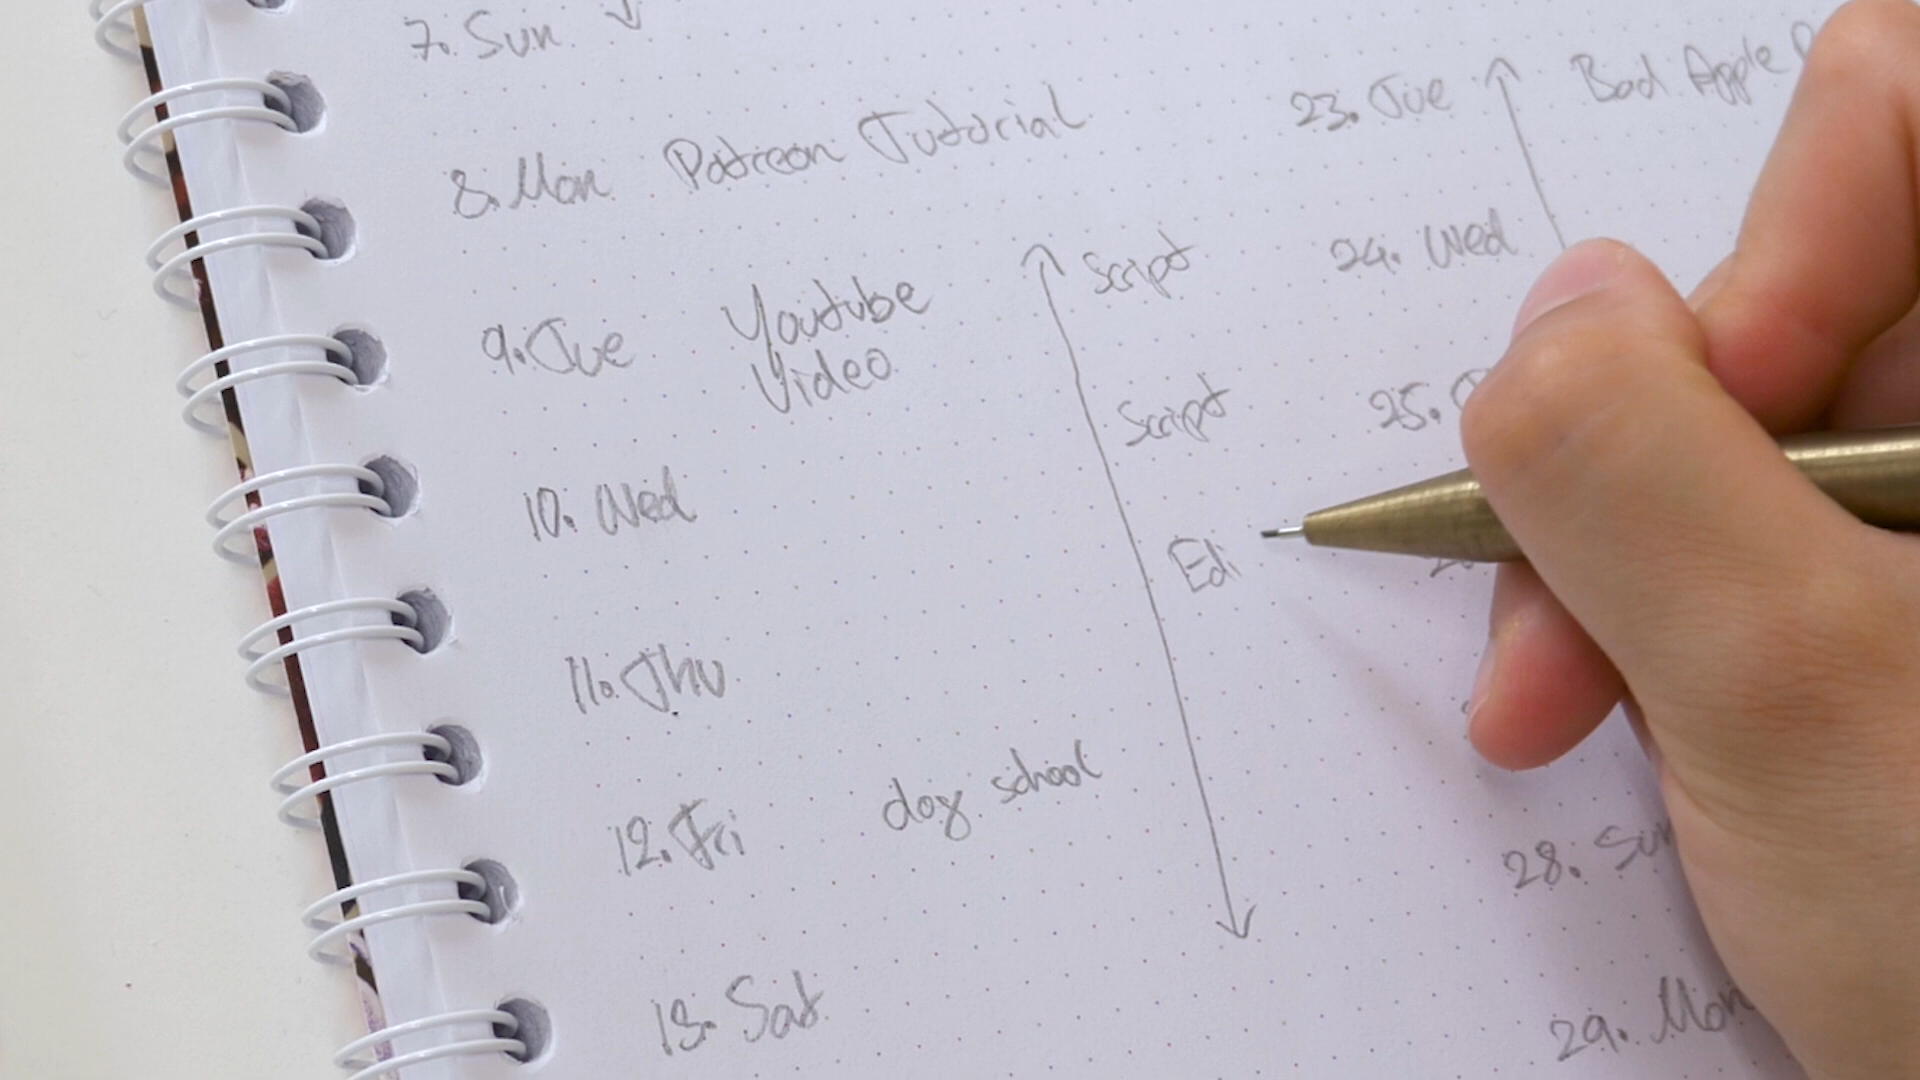 7. Sun
8. Mon Patreon Tutorial
9. Tue Youtube Video Script
10. Wed Script
11. Thu Edi
12. Fri dog school
13. Sat
23. Tue Bad Apple
24. Wed
25.
28. Sun
29. Mon